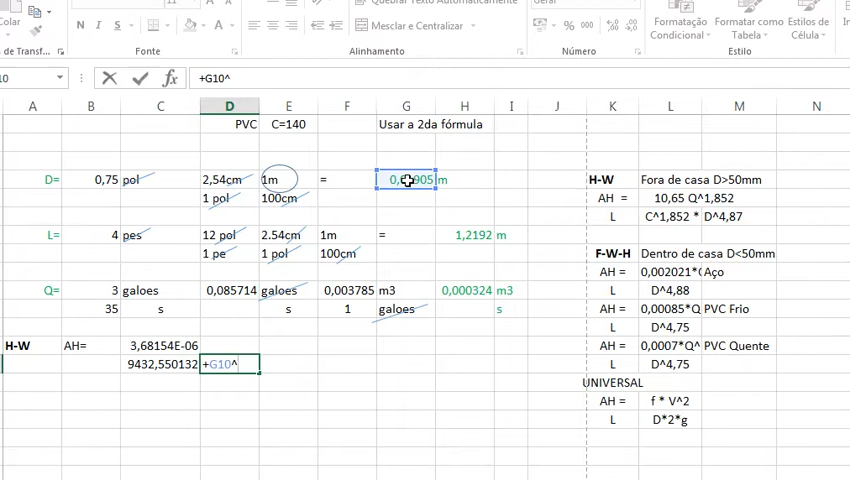 Colar
Quebrar Texto Automaticamente
Geral
Mesclar e Centralizar
Formatação Formatar como Estilos de
Condicional Tabela Célula
de Transf... Fonte Alinhamento Número Estilo
+G10^
A B C D E F G H I J K L M N
PVC C=140 Usar a 2da fórmula
D= 0,75 pol 2,54cm 1m = m H-W Fora de casa D>50mm
1 pol 100cm AH = 10,65 Q^1,852
L C^1,852 * D^4,87
L= 4 pes 12 pol 2.54cm 1m = 1,2192 m
1 pe 1 pol 100cm F-W-H Dentro de casa D<50mm
AH = 0,002021*( Aço
Q= 3 galoes 0,085714 galoes 0,003785 m3 0,000324 m3 L D^4,88
35 s s 1 galoes s AH = 0,00085*Q PVC Frio
L D^4,75
H-W AH= 3,68154E-06 AH = 0,0007*Q^ PVC Quente
9432,550132 +G10^ L D^4,75
UNIVERSAL
AH = f * V^2
L D*2*g